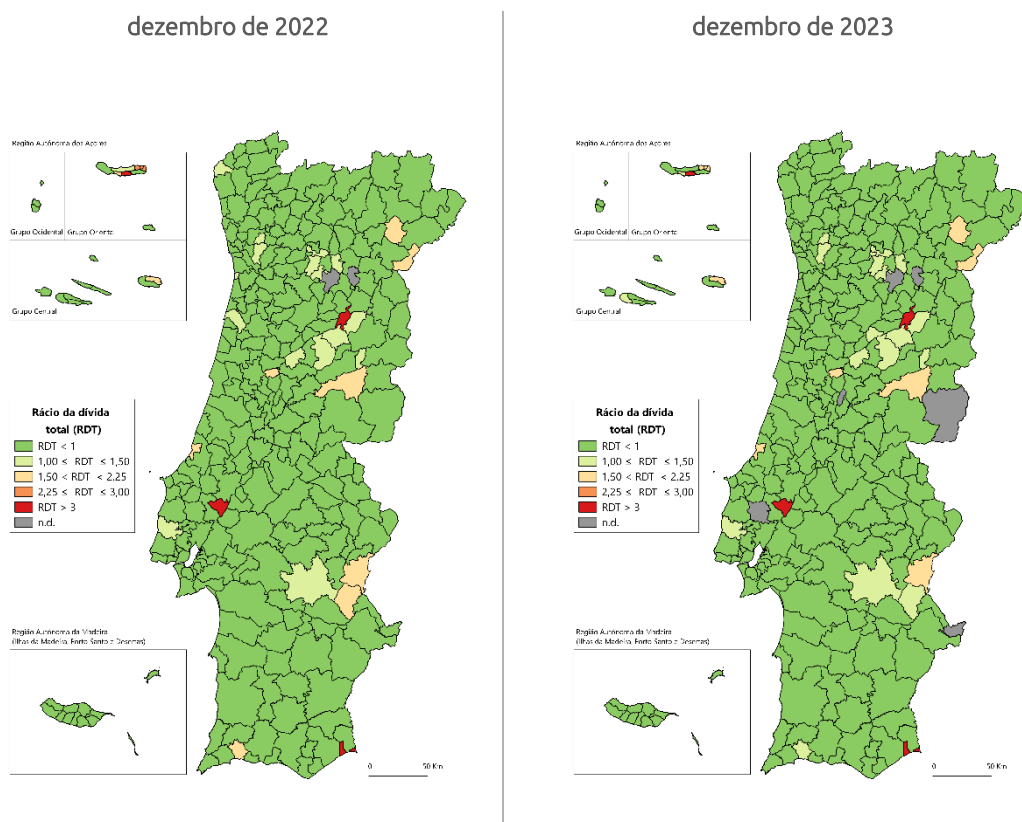 dezembro de 2022
Região Autónoma dos Açores
Grupo Ocidental
Grupo Oriental
Grupo Central
Rácio da dívida
total (RDT)
RDT < 1
1,00 ≤ RDT ≤ 1,50
1,50 < RDT < 2,25
2,25 ≤ RDT ≤ 3,00
RDT > 3
n.d.
Região Autónoma da Madeira
(Ilhas da Madeira, Porto Santo e Desertas)
0 50 Km
dezembro de 2023
Região Autónoma dos Açores
Grupo Ocidental
Grupo Oriental
Grupo Central
Rácio da dívida
total (RDT)
RDT < 1
1,00 ≤ RDT ≤ 1,50
1,50 < RDT < 2,25
2,25 ≤ RDT ≤ 3,00
RDT > 3
n.d.
Região Autónoma da Madeira
(Ilhas da Madeira, Porto Santo e Desertas)
0 50 Km